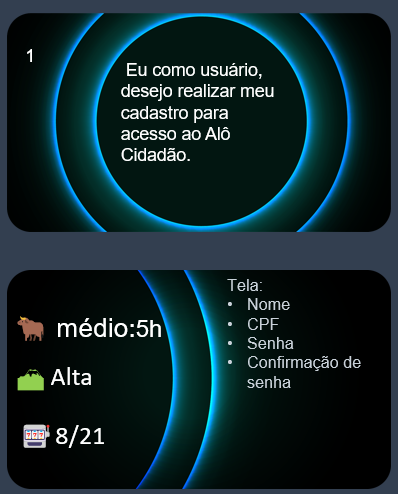 1
Eu como usuário,
desejo realizar meu
cadastro para
acesso ao Alô
Cidadão.
médio:5h
Alta
8/21
Tela:
• Nome
• CPF
• Senha
• Confirmação de
senha